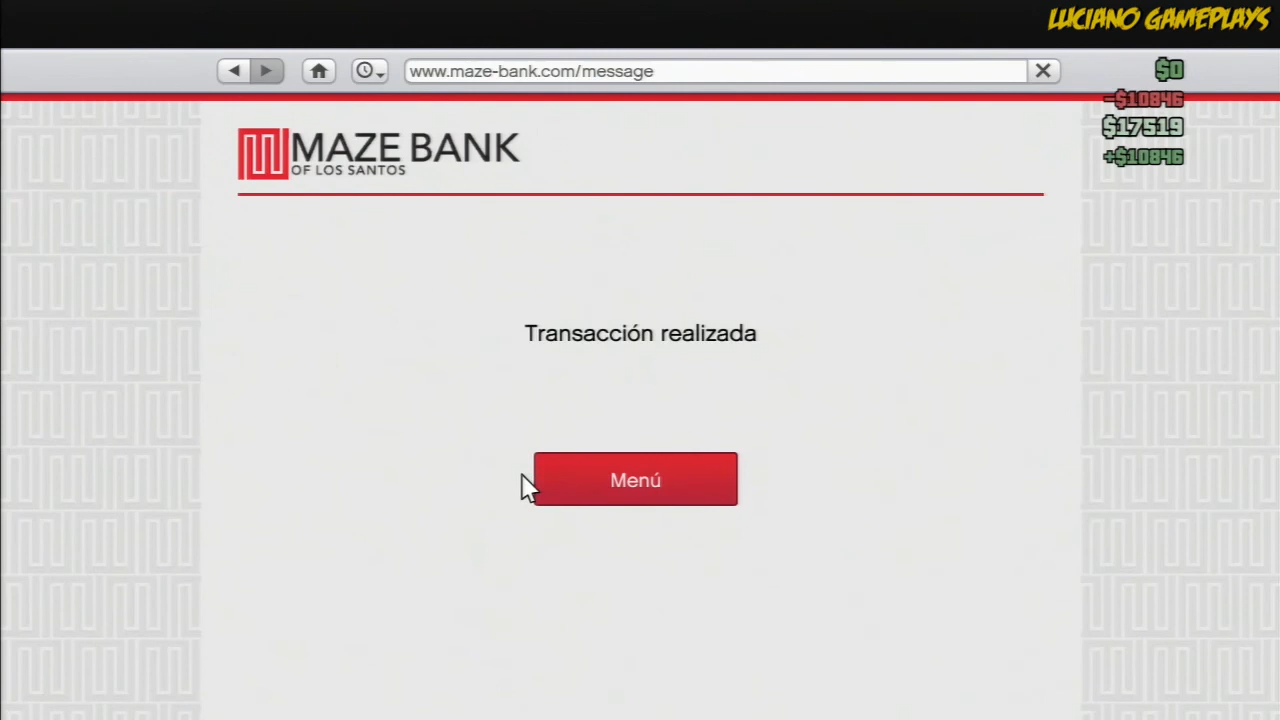 LUCIANO GAMEPLAYS
www.maze-bank.com/message
$0
-$10846
$17519
+$10846
MAZE BANK
OF LOS SANTOS
Transacción realizada
Menú